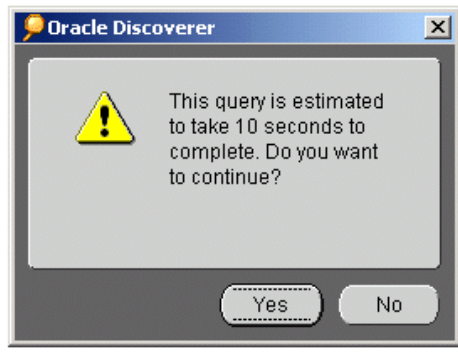 Oracle Discoverer
This query is estimated
to take 10 seconds to
complete. Do you want
to continue?
Yes
No